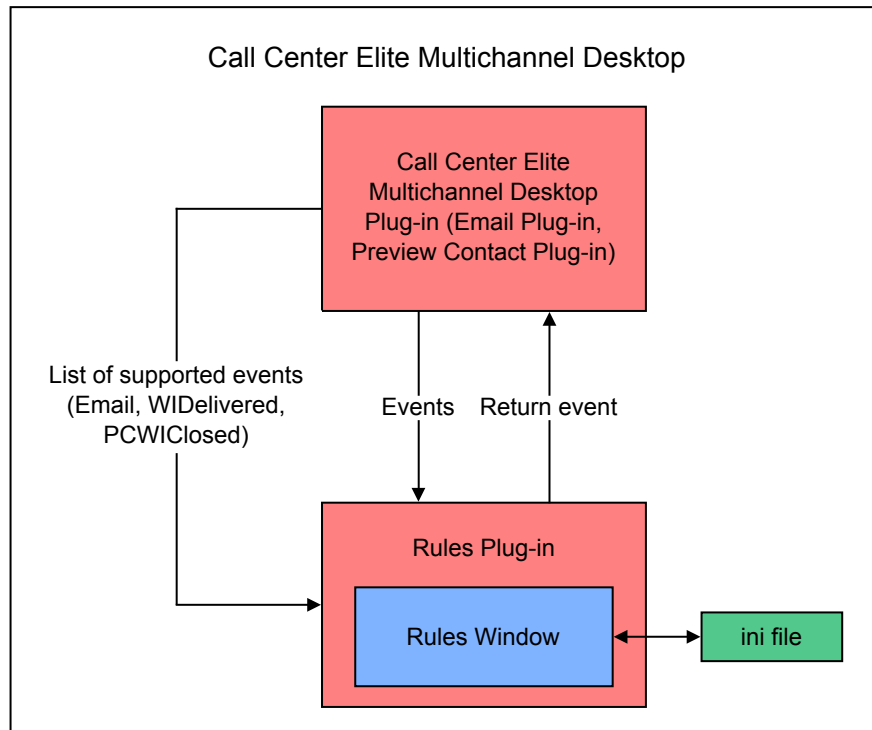 Call Center Elite Multichannel Desktop
Call Center Elite
Multichannel Desktop
Plug-in (Email Plug-in,
Preview Contact Plug-in)
List of supported events
(Email, WIDelivered,
PCWIClosed)
Events
Return event
Rules Plug-in
Rules Window
ini file